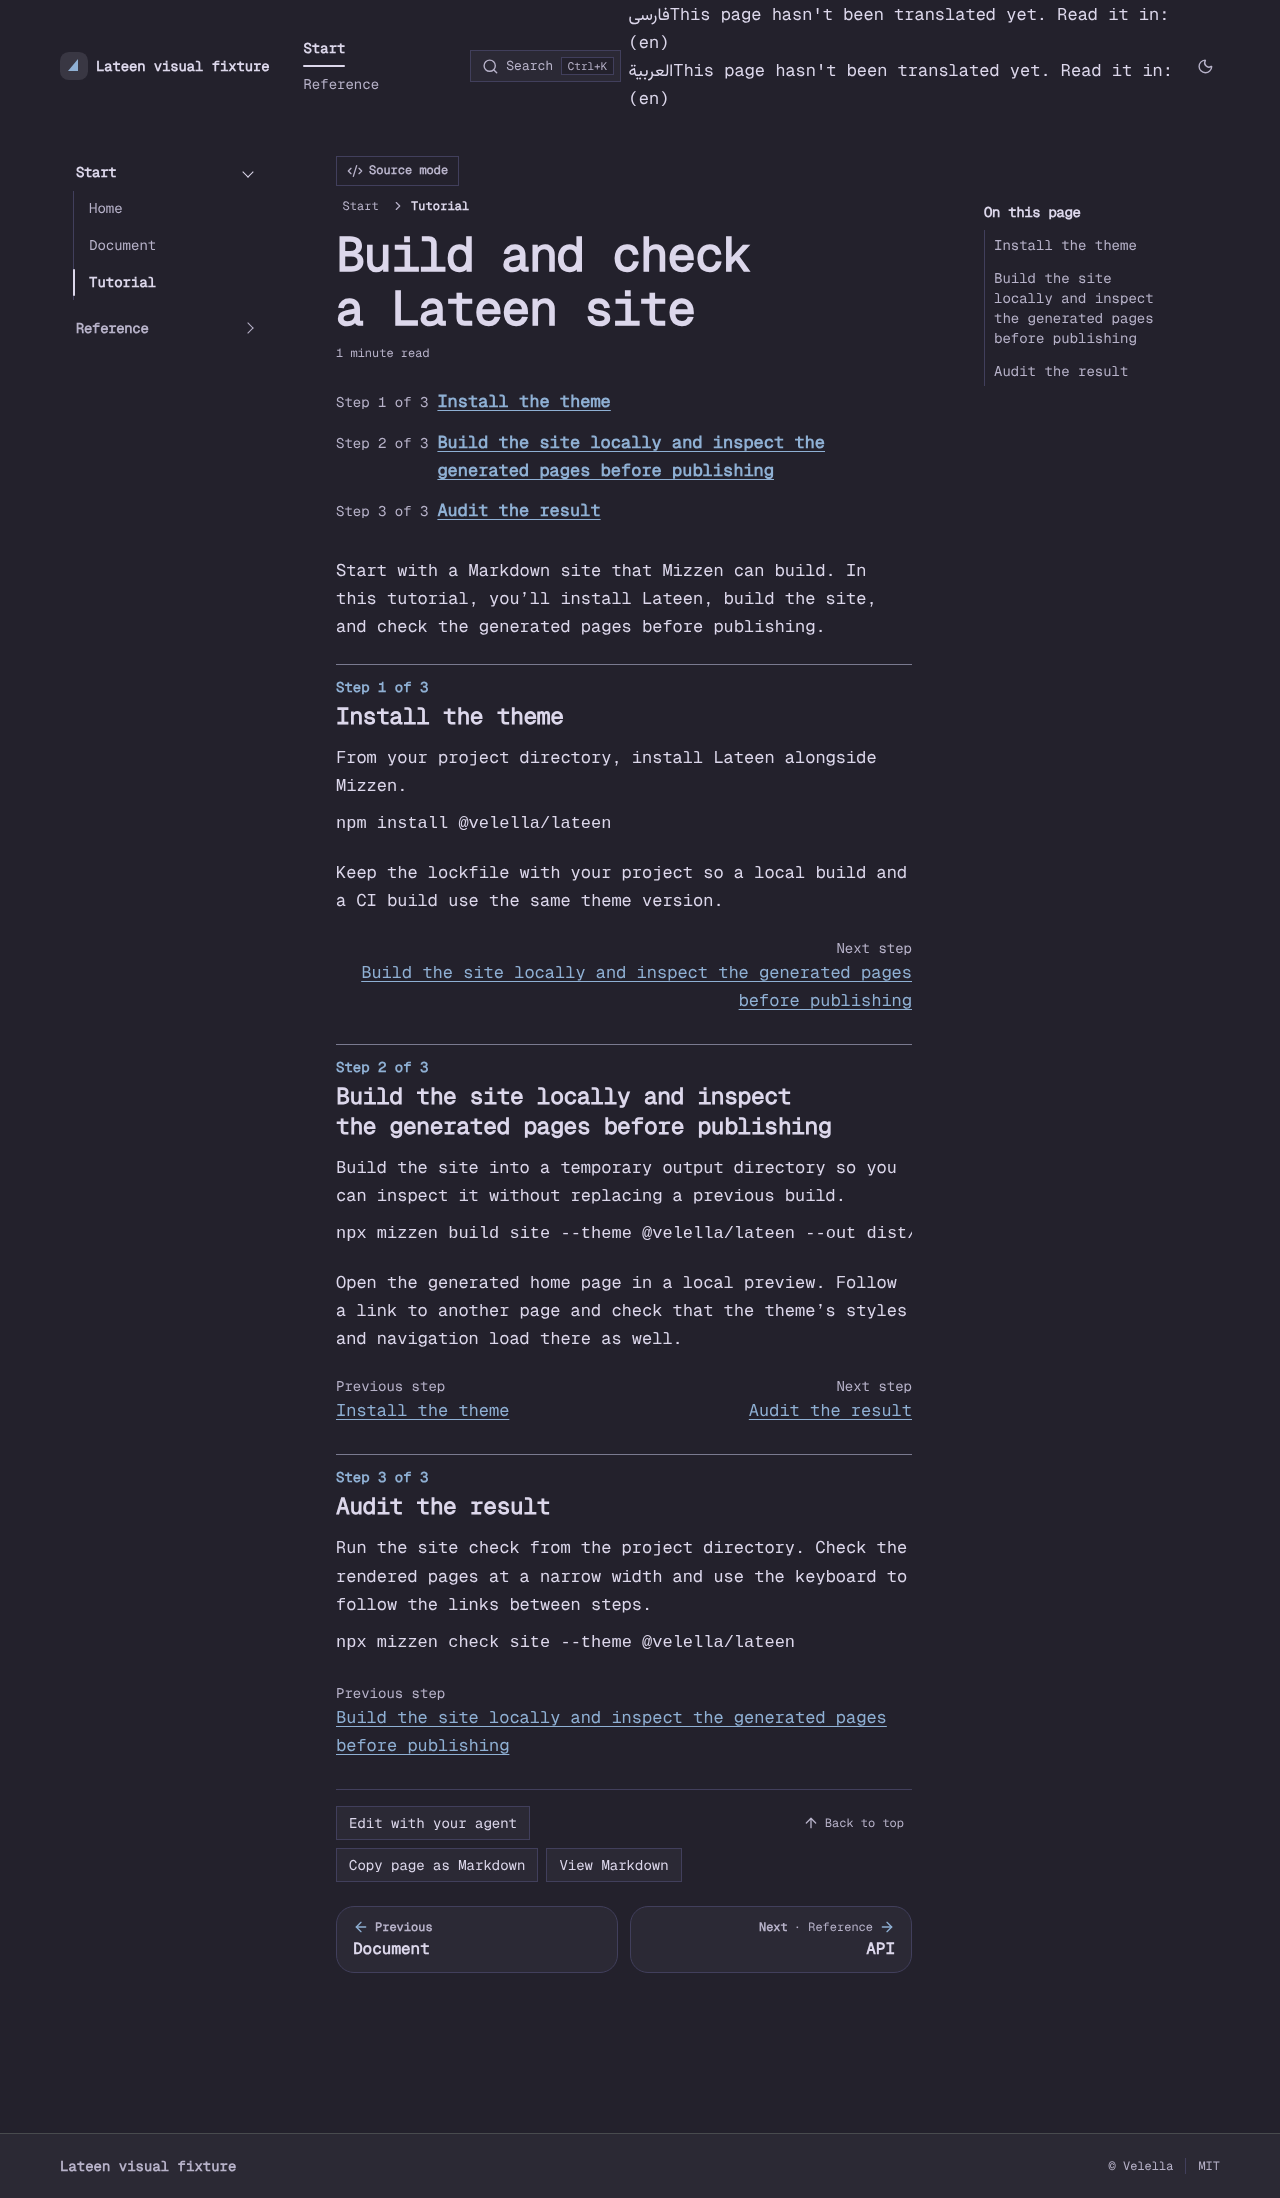 Lateen visual fixture
Start
Reference
Search Ctrl+K
فارسیThis page hasn't been translated yet. Read it in:
(en)
العربيةThis page hasn't been translated yet. Read it in:
(en)
Start
Home
Document
Tutorial
Reference
Source mode
Start > Tutorial
Build and check
a Lateen site
1 minute read
Step 1 of 3 Install the theme
Step 2 of 3 Build the site locally and inspect the
generated pages before publishing
Step 3 of 3 Audit the result
On this page
Install the theme
Build the site
locally and inspect
the generated pages
before publishing
Audit the result
Start with a Markdown site that Mizzen can build. In
this tutorial, you’ll install Lateen, build the site,
and check the generated pages before publishing.
Step 1 of 3
Install the theme
From your project directory, install Lateen alongside
Mizzen.
npm install @velella/lateen
Keep the lockfile with your project so a local build and
a CI build use the same theme version.
Next step
Build the site locally and inspect the generated pages
before publishing
Step 2 of 3
Build the site locally and inspect
the generated pages before publishing
Build the site into a temporary output directory so you
can inspect it without replacing a previous build.
npx mizzen build site --theme @velella/lateen --out dist/
Open the generated home page in a local preview. Follow
a link to another page and check that the theme’s styles
and navigation load there as well.
Previous step
Install the theme
Next step
Audit the result
Step 3 of 3
Audit the result
Run the site check from the project directory. Check the
rendered pages at a narrow width and use the keyboard to
follow the links between steps.
npx mizzen check site --theme @velella/lateen
Previous step
Build the site locally and inspect the generated pages
before publishing
Edit with your agent
Back to top
Copy page as Markdown
View Markdown
← Previous
Document
Next · Reference →
API
Lateen visual fixture
© Velella
MIT